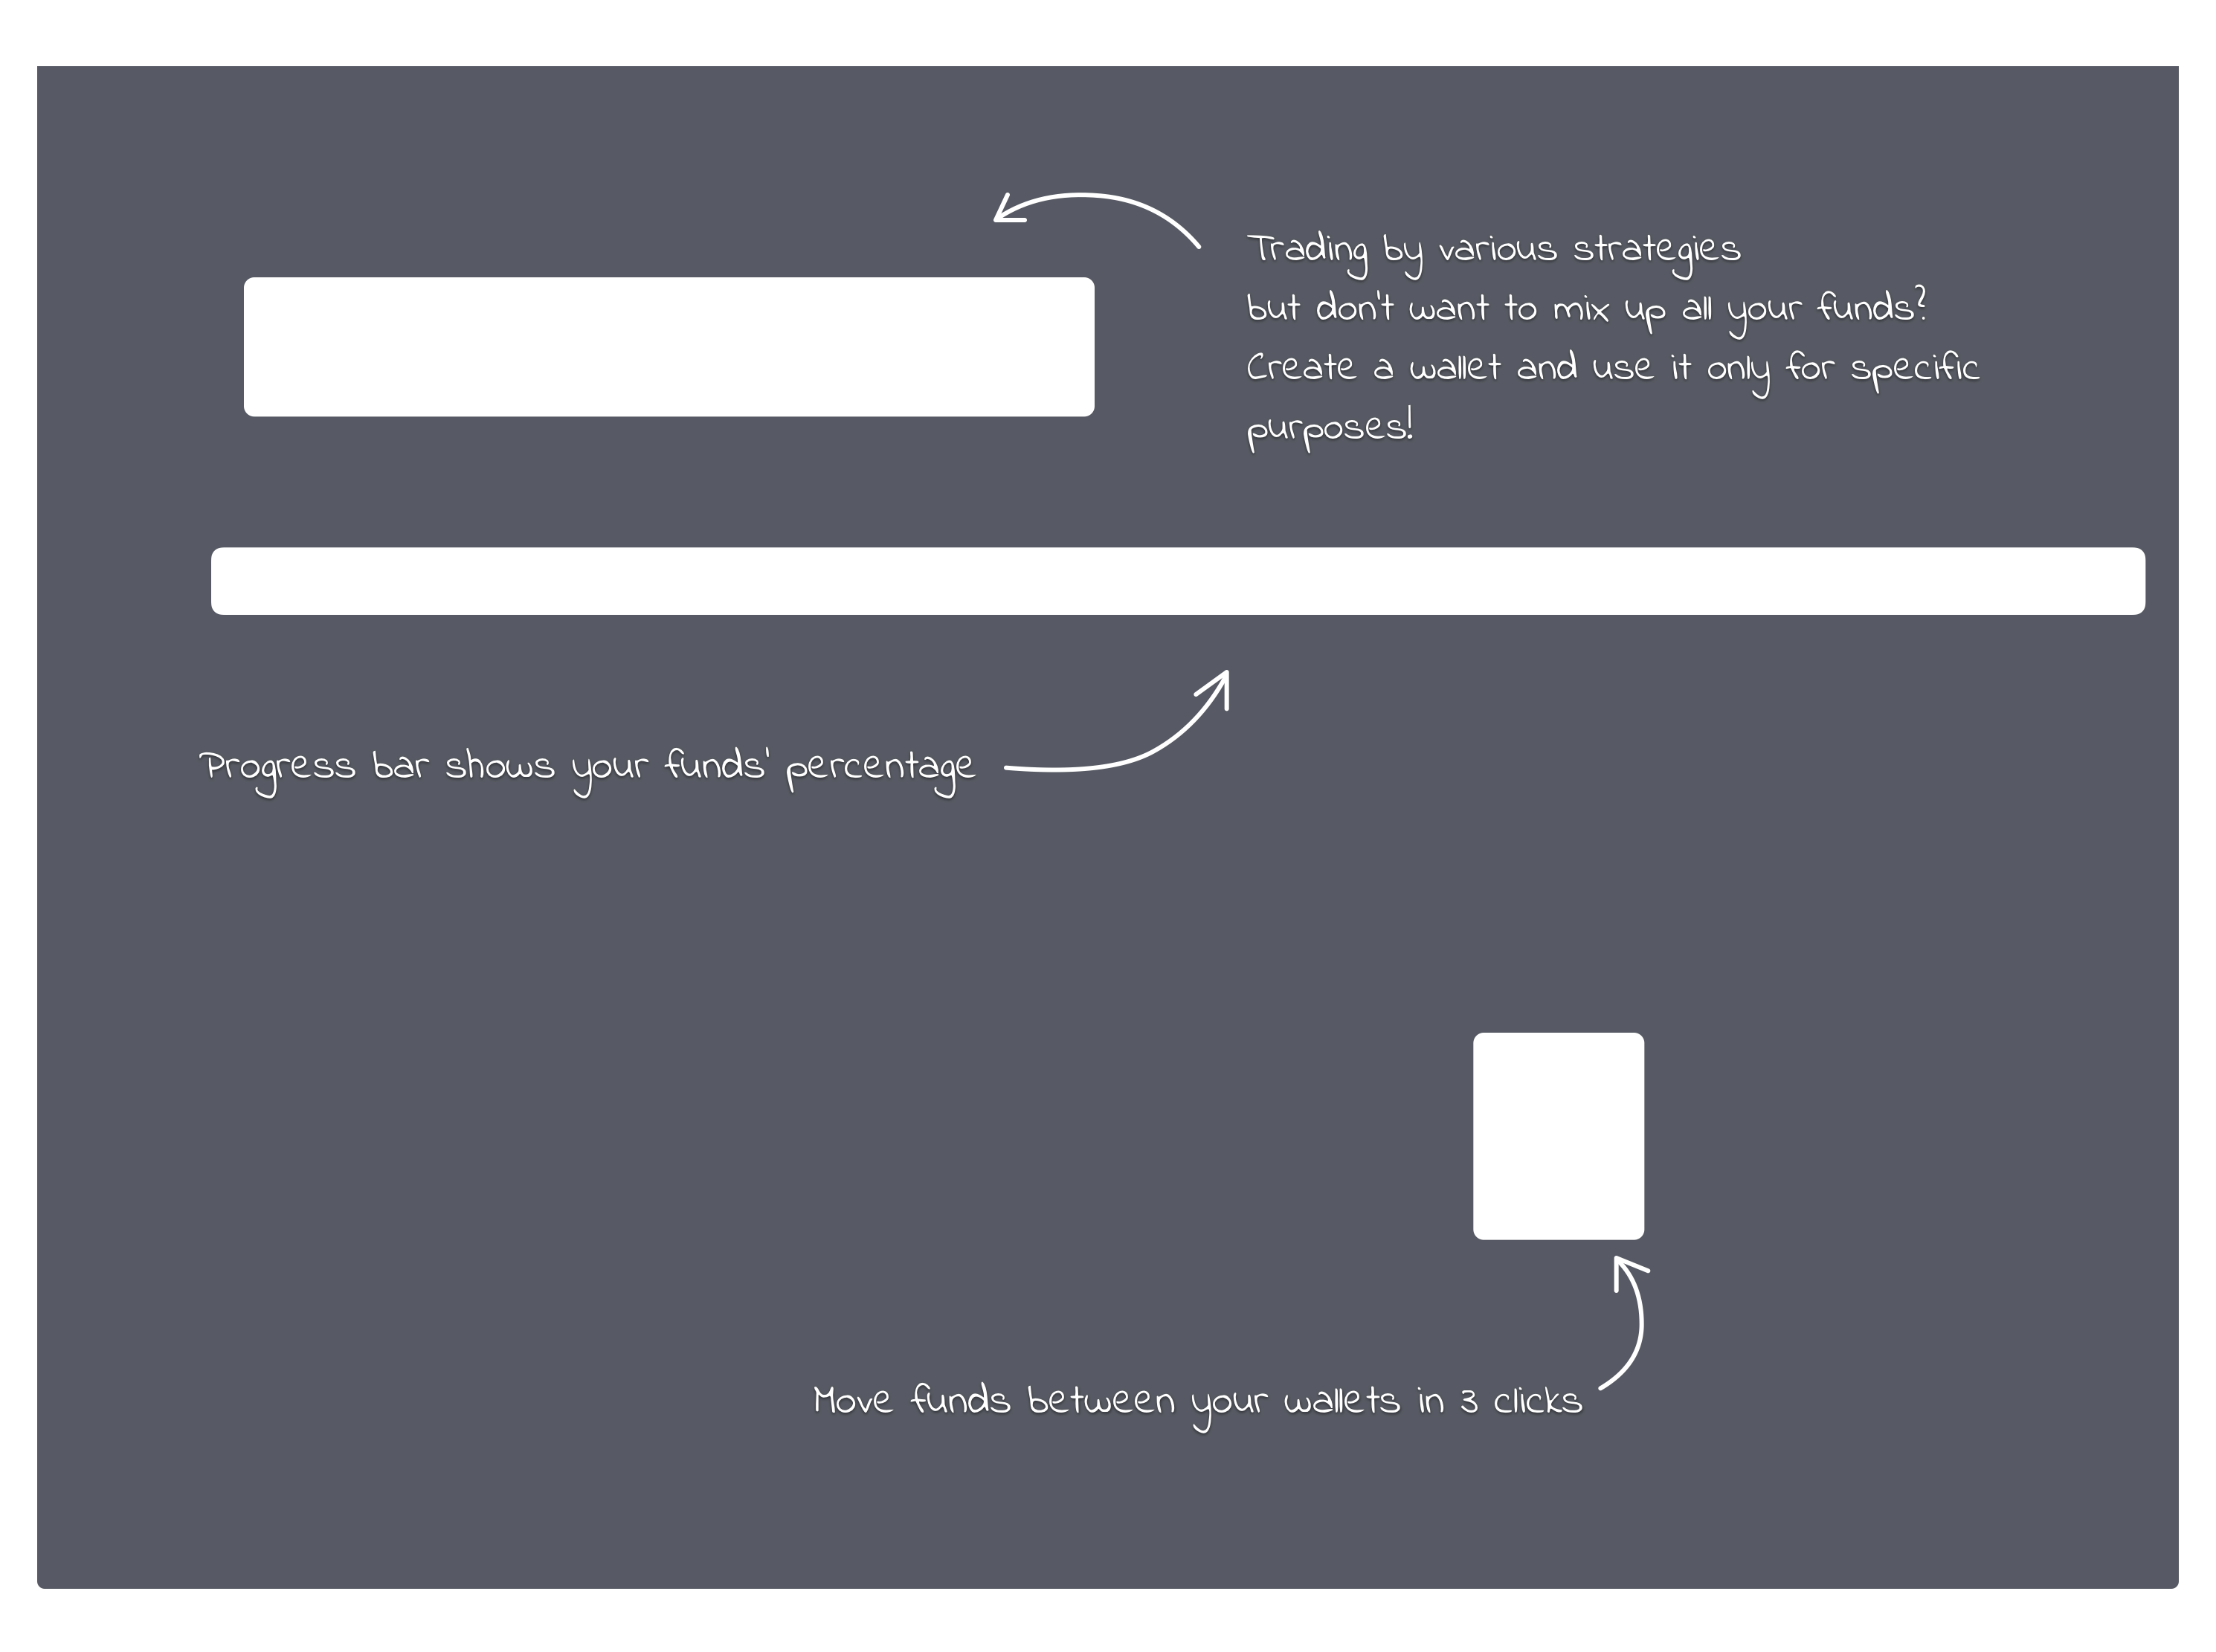 Trading by various strategies
but don't want to mix up all your funds?
Create a wallet and use it only for specific
purposes!
Progress bar shows your funds' percentage
Move funds between your wallets in 3 clicks